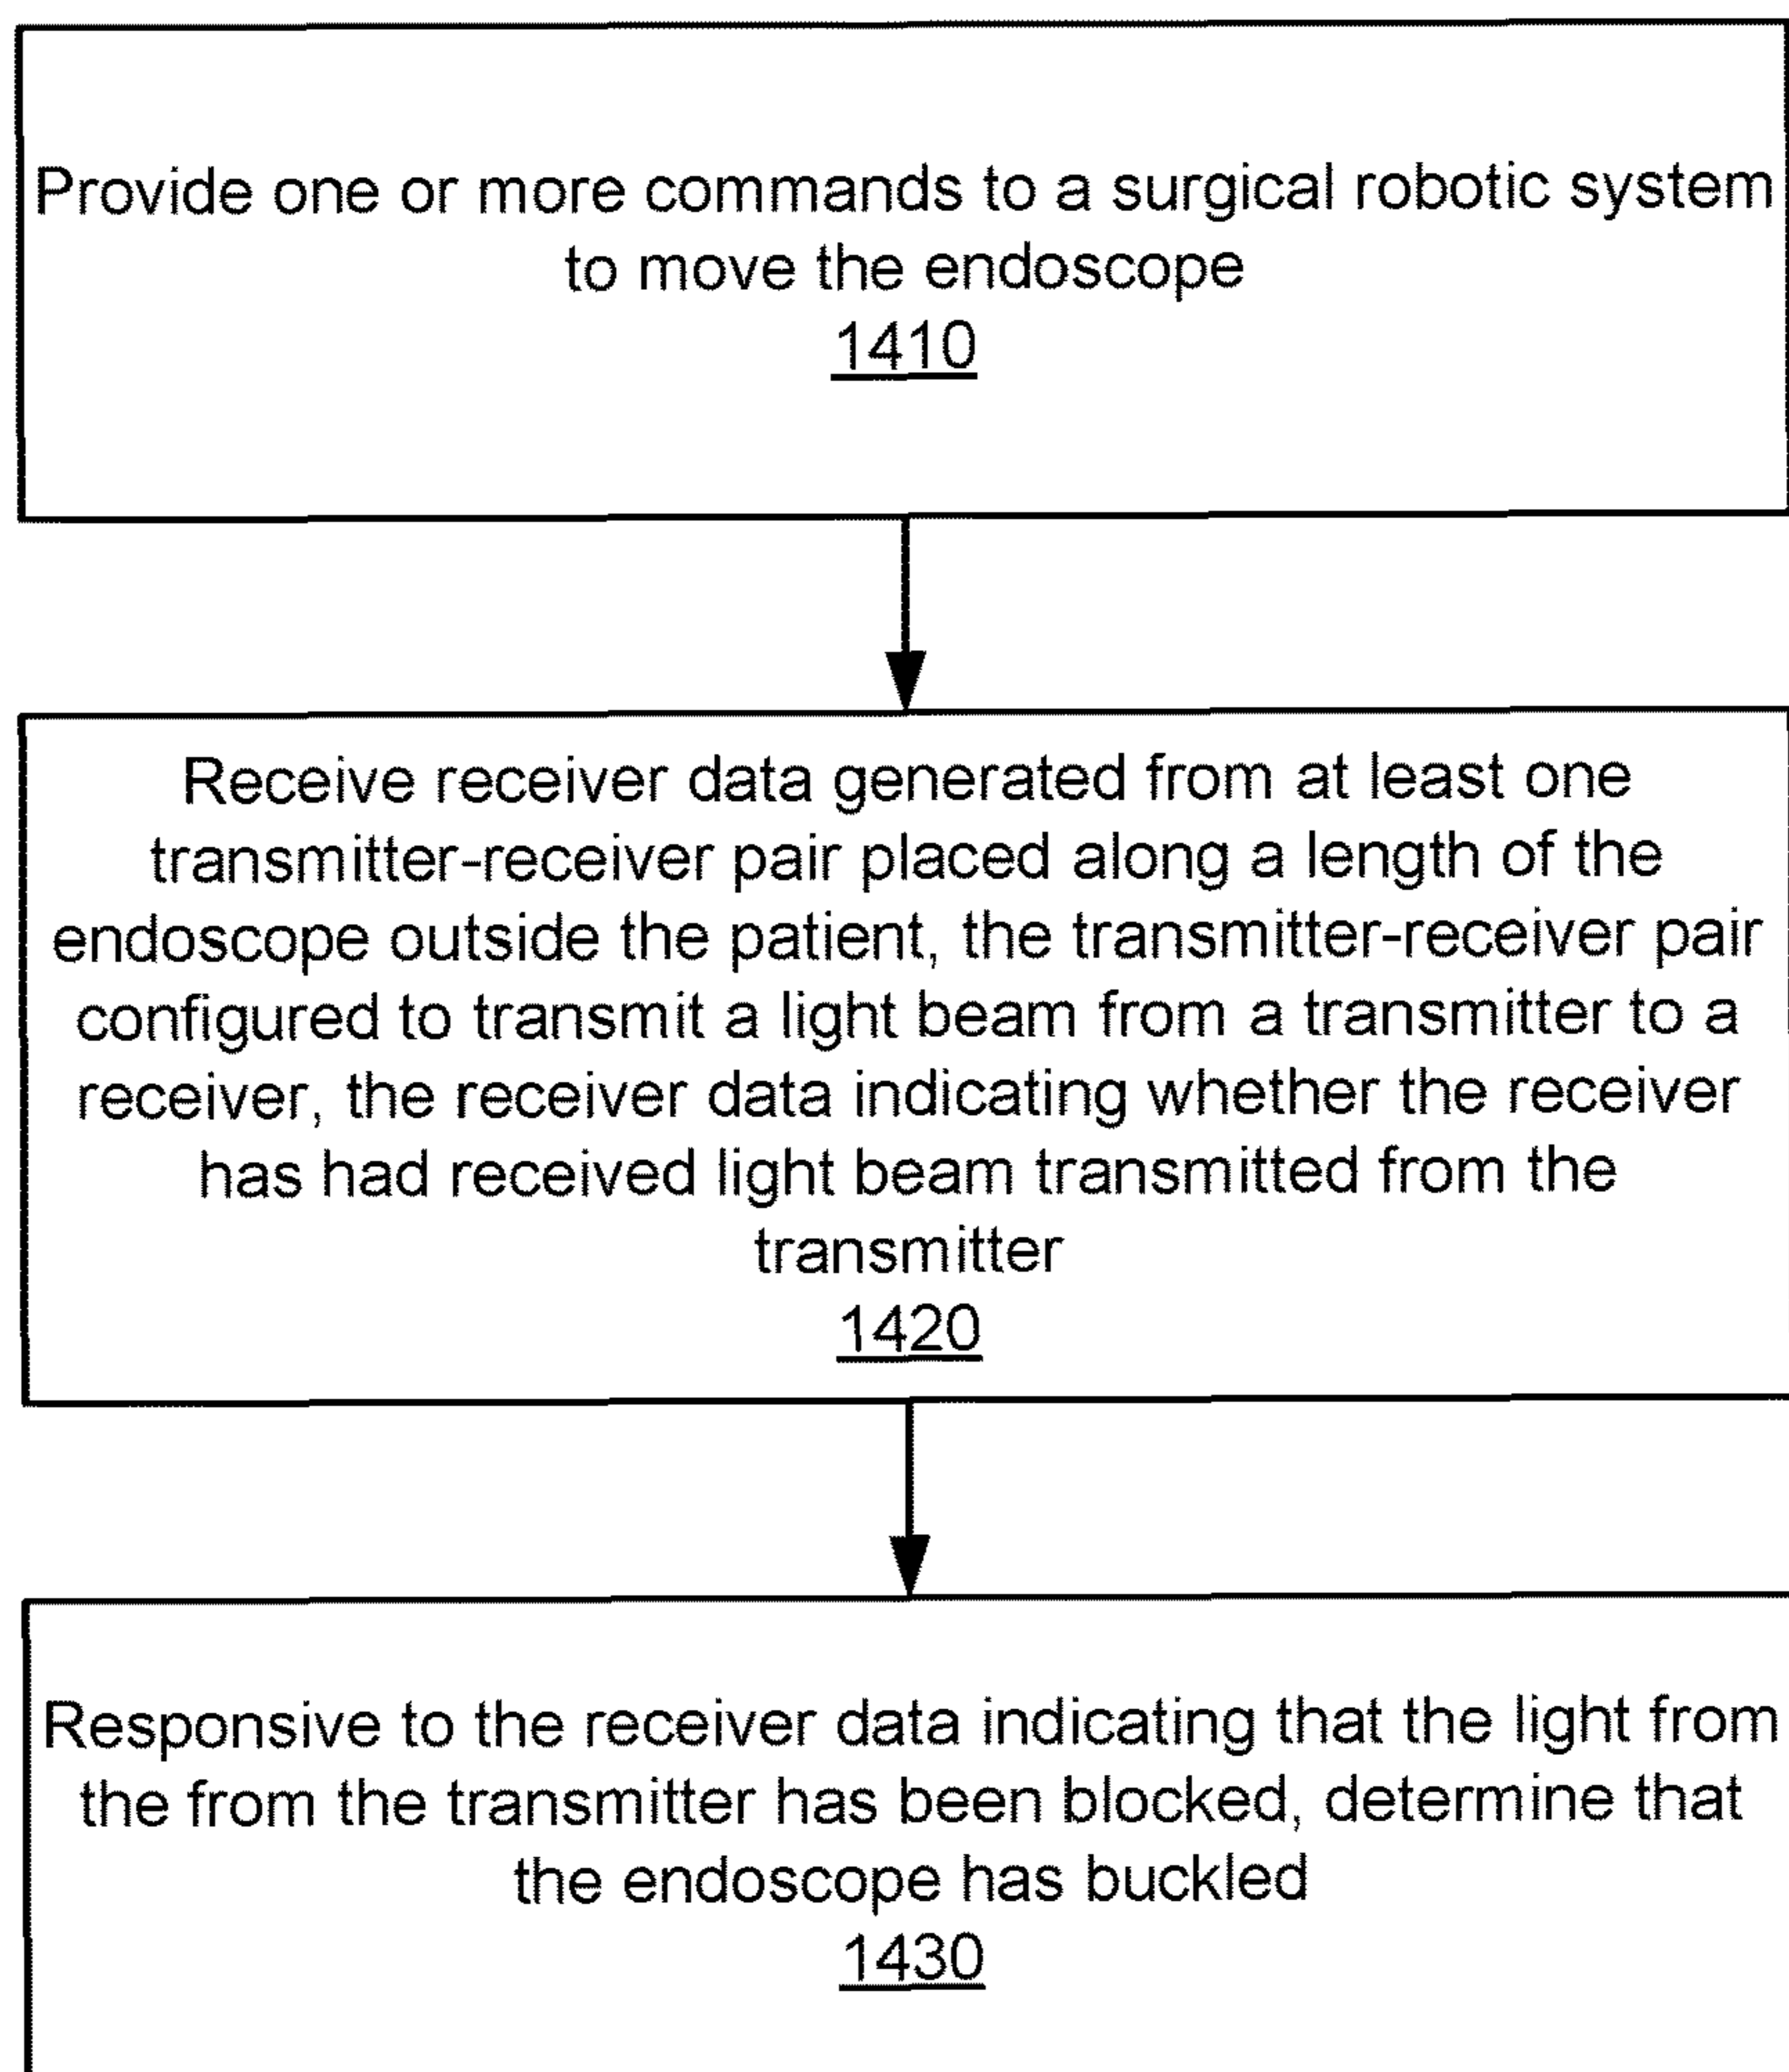 Provide one or more commands to a surgical robotic system
to move the endoscope
1410
Receive receiver data generated from at least one
transmitter-receiver pair placed along a length of the
endoscope outside the patient, the transmitter-receiver pair
configured to transmit a light beam from a transmitter to a
receiver, the receiver data indicating whether the receiver
has had received light beam transmitted from the
transmitter
1420
Responsive to the receiver data indicating that the light from
the from the transmitter has been blocked, determine that
the endoscope has buckled
1430